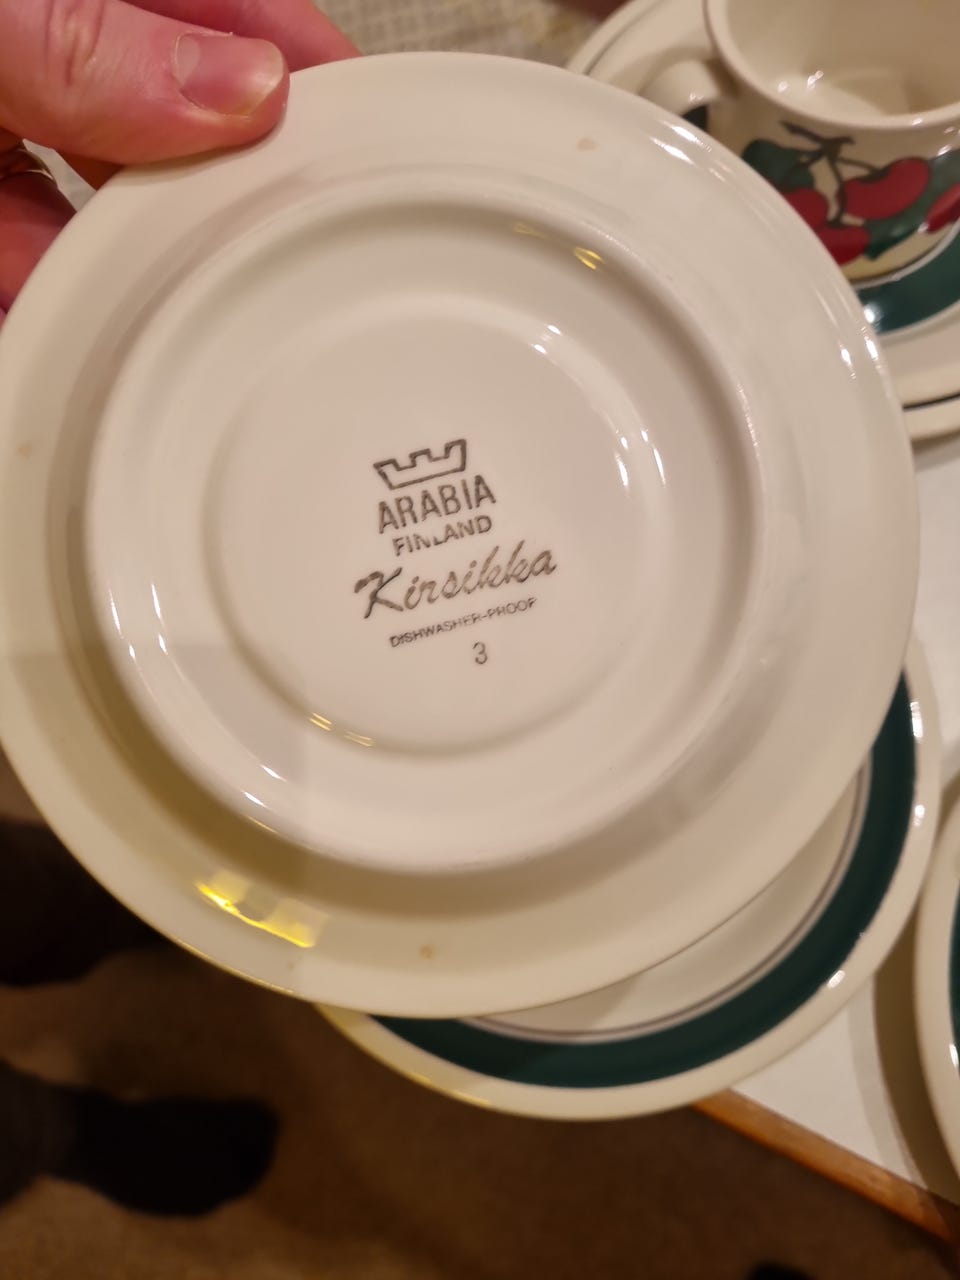 ARABIA
FINLAND
Kirsikka
DISHWASHER-PROOF
3